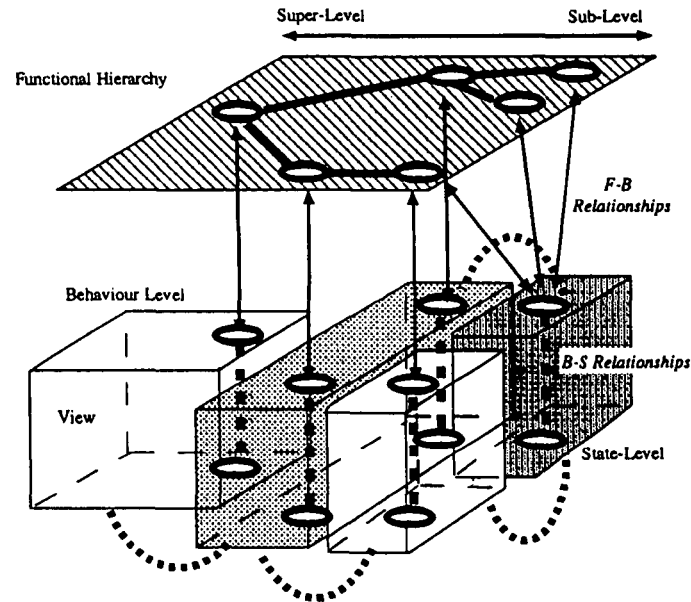 Super-Level
Sub-Level
Functional Hierarchy
F-B
Relationships
Behaviour Level
B-S Relationships
View
State-Level